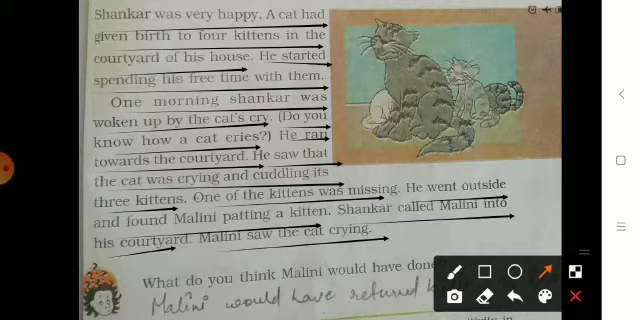 Shankar was very happy. A cat had
given birth to four kittens in the
courtyard of his house. He started
spending his free time with them.
One morning shankar was
woken up by the cat's cry. (Do you
know how a cat cries?) He ran
towards the courtyard. He saw that
the cat was crying and cuddling its
three kittens. One of the kittens was missing. He went outside
and found Malini patting a kitten. Shankar called Malini into
his courtyard. Malini saw the cat crying.
What do you think Malini would have done
Malini would have returned